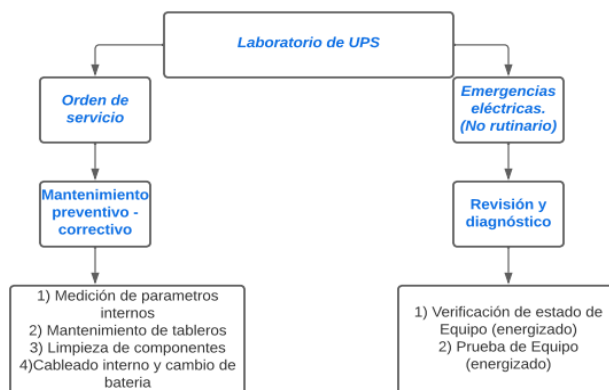 Laboratorio de UPS
Orden de
servicio
Emergencias
eléctricas.
(No rutinario)
Mantenimiento
preventivo -
correctivo
Revisión y
diagnóstico
1) Medición de parametros
internos
2) Mantenimiento de tableros
3) Limpieza de componentes
4)Cableado interno y cambio de
bateria
1) Verificación de estado de
Equipo (energizado)
2) Prueba de Equipo
(energizado)